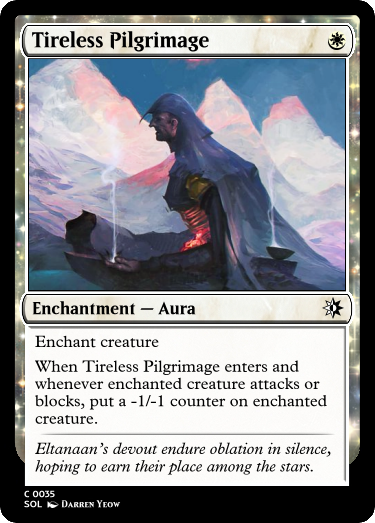 Tireless Pilgrimage
Enchantment — Aura
Enchant creature
When Tireless Pilgrimage enters and
whenever enchanted creature attacks or
blocks, put a -1/-1 counter on enchanted
creature.
Eltanaan's devout endure oblation in silence,
hoping to earn their place among the stars.
C 0035
SOL Darren Yeow